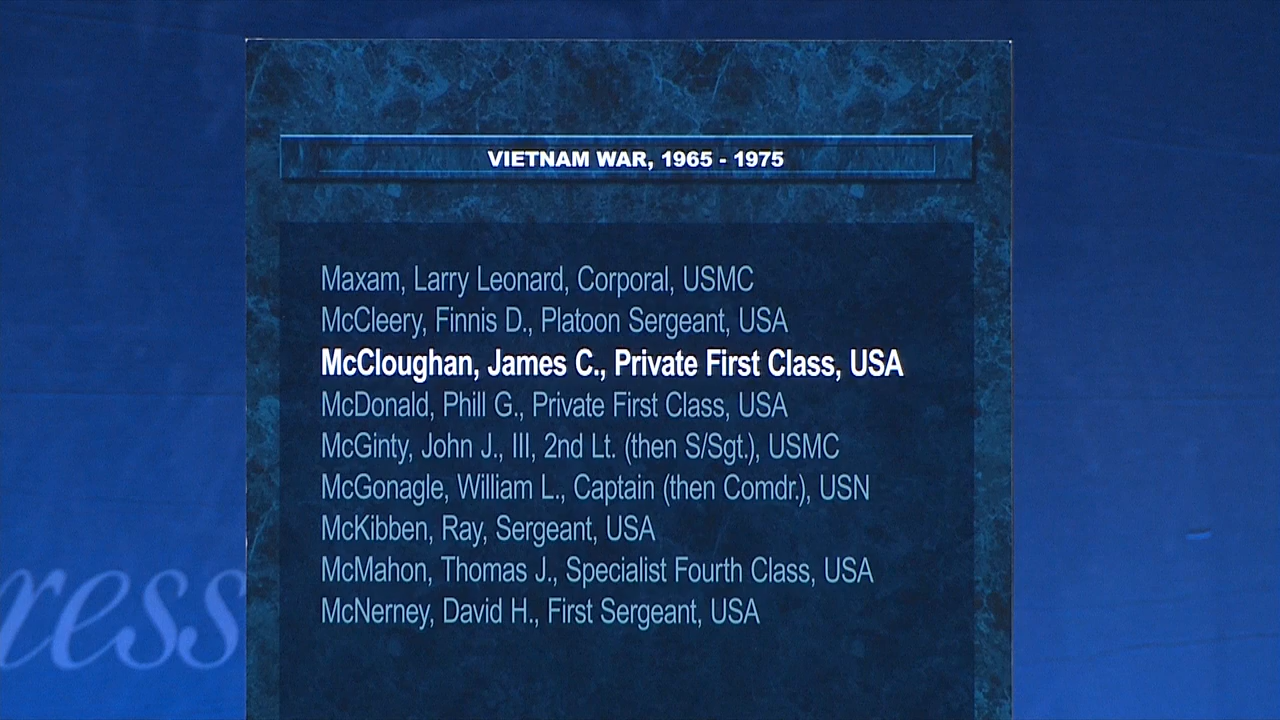 VIETNAM WAR, 1965 - 1975
Maxam, Larry Leonard, Corporal, USMC
McCleery, Finnis D., Platoon Sergeant, USA
McCloughan, James C., Private First Class, USA
McDonald, Phill G., Private First Class, USA
McGinty, John J., III, 2nd Lt. (then S/Sgt.), USMC
McGonagle, William L., Captain (then Comdr.), USN
McKibben, Ray, Sergeant, USA
McMahon, Thomas J., Specialist Fourth Class, USA
McNerney, David H., First Sergeant, USA
ress